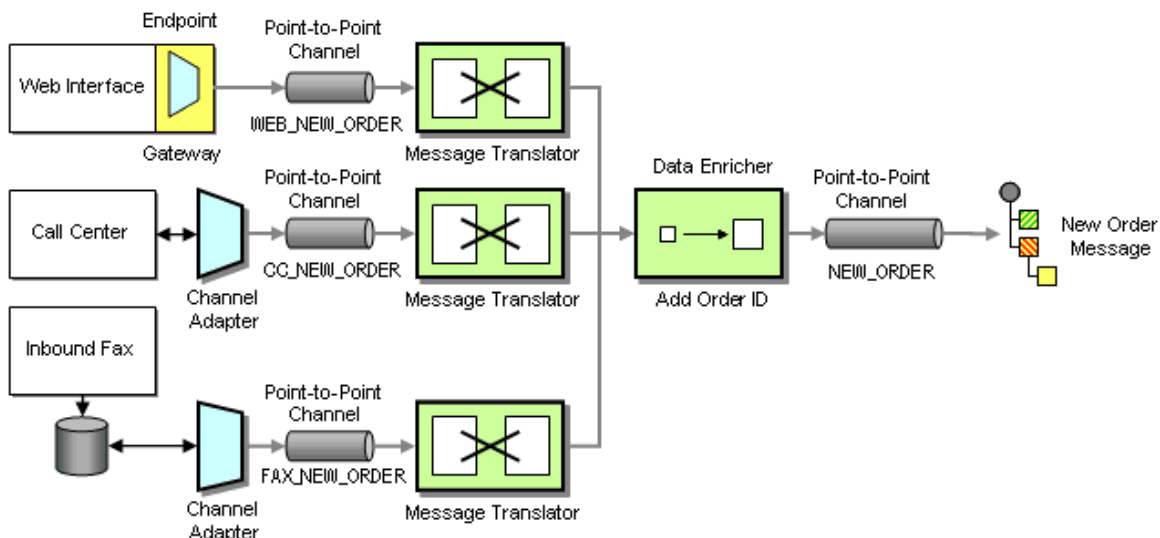 Endpoint
Point-to-Point
Channel
Web Interface
WEB_NEW_ORDER
Gateway
Message Translator
Point-to-Point
Channel
Call Center
CC_NEW_ORDER
Channel
Adapter
Message Translator
Data Enricher
Add Order ID
Point-to-Point
Channel
NEW_ORDER
New Order
Message
Inbound Fax
Point-to-Point
Channel
FAX_NEW_ORDER
Channel
Adapter
Message Translator